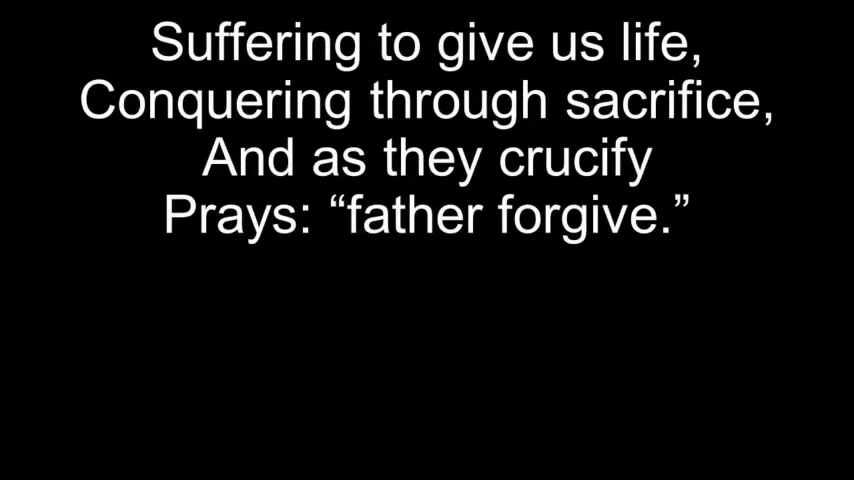 Suffering to give us life,
Conquering through sacrifice,
And as they crucify
Prays: “father forgive.”